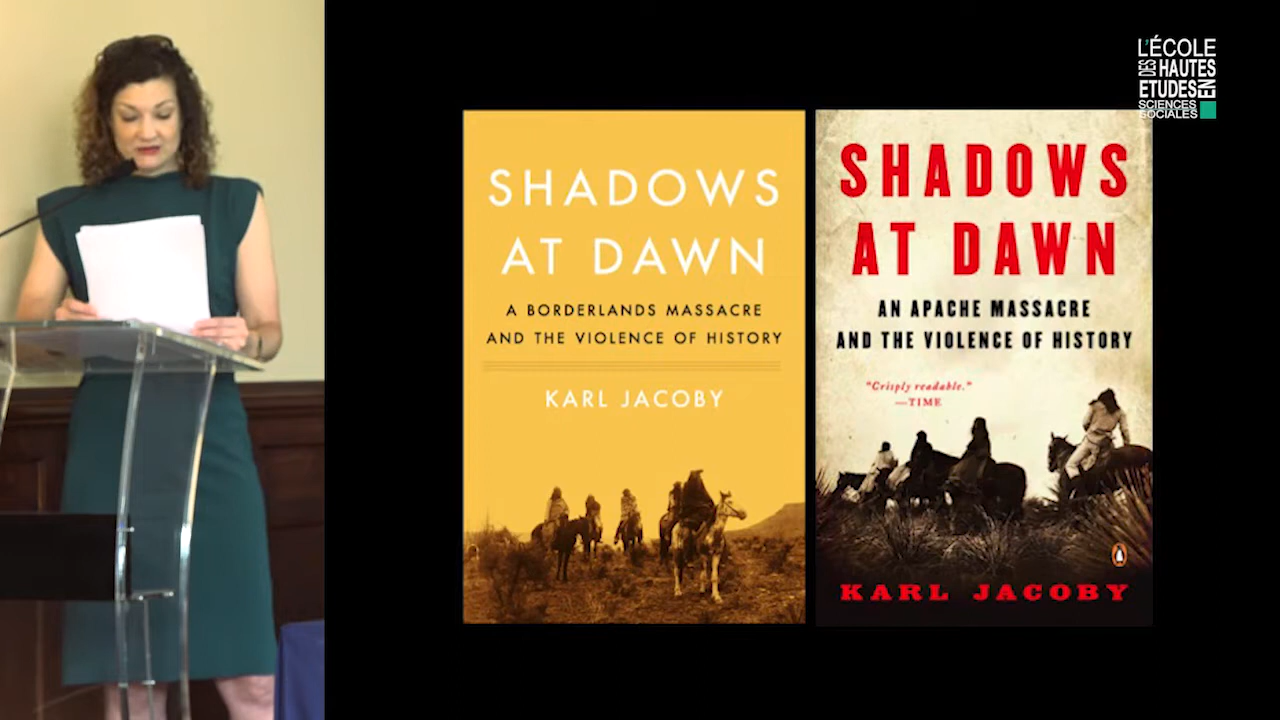 L'ÉCOLE
DES HAUTES
ETUDES EN
SCIENCES
SOCIALES
SHADOWS
AT DAWN
A BORDERLANDS MASSACRE
AND THE VIOLENCE OF HISTORY
KARL JACOBY
SHADOWS
AT DAWN
AN APACHE MASSACRE
AND THE VIOLENCE OF HISTORY
"Crisply readable."
—TIME
KARL JACOBY